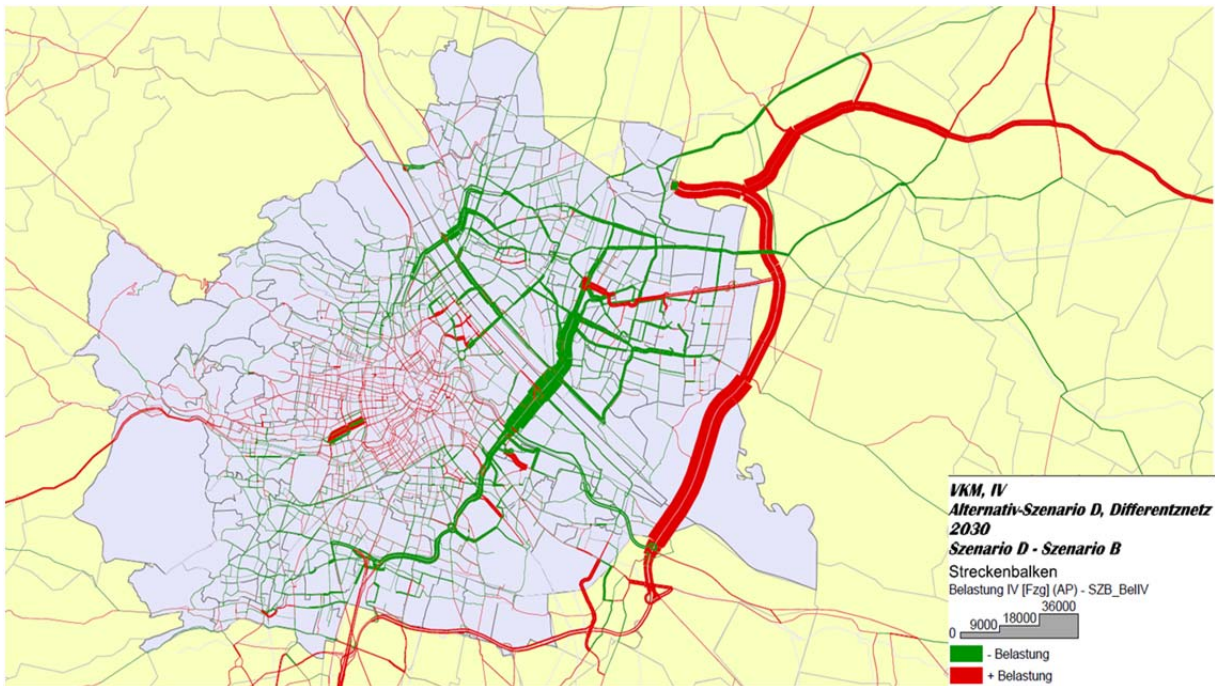 VKM, IV
Alternativ-Szenario D, Differentznetz
2030
Szenario D - Szenario B
Streckenbalken
Belastung IV [Fzg] (AP) - SZB_BelIV
0 9000 18000 36000
- Belastung
+ Belastung